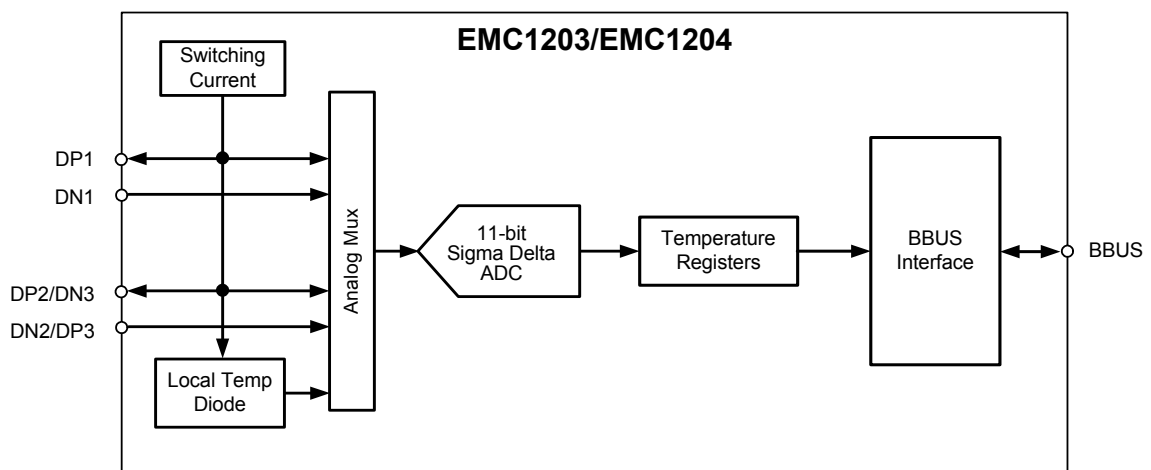 EMC1203/EMC1204
Switching
Current
DP1
DN1
DP2/DN3
DN2/DP3
Local Temp
Diode
Analog Mux
11-bit
Sigma Delta
ADC
Temperature
Registers
BBUS
Interface
BBUS